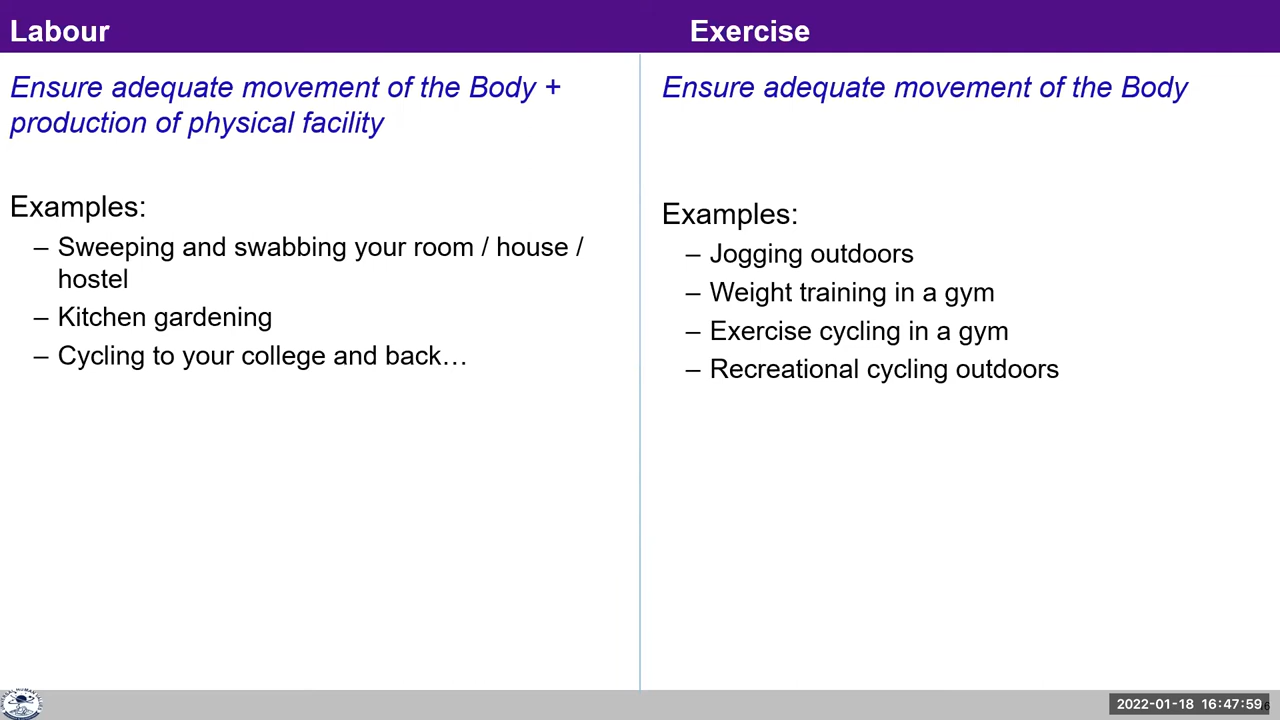 Labour
Ensure adequate movement of the Body +
production of physical facility
Examples:
– Sweeping and swabbing your room / house /
hostel
– Kitchen gardening
– Cycling to your college and back…
Exercise
Ensure adequate movement of the Body
Examples:
– Jogging outdoors
– Weight training in a gym
– Exercise cycling in a gym
– Recreational cycling outdoors
2022-01-18 16:47:59